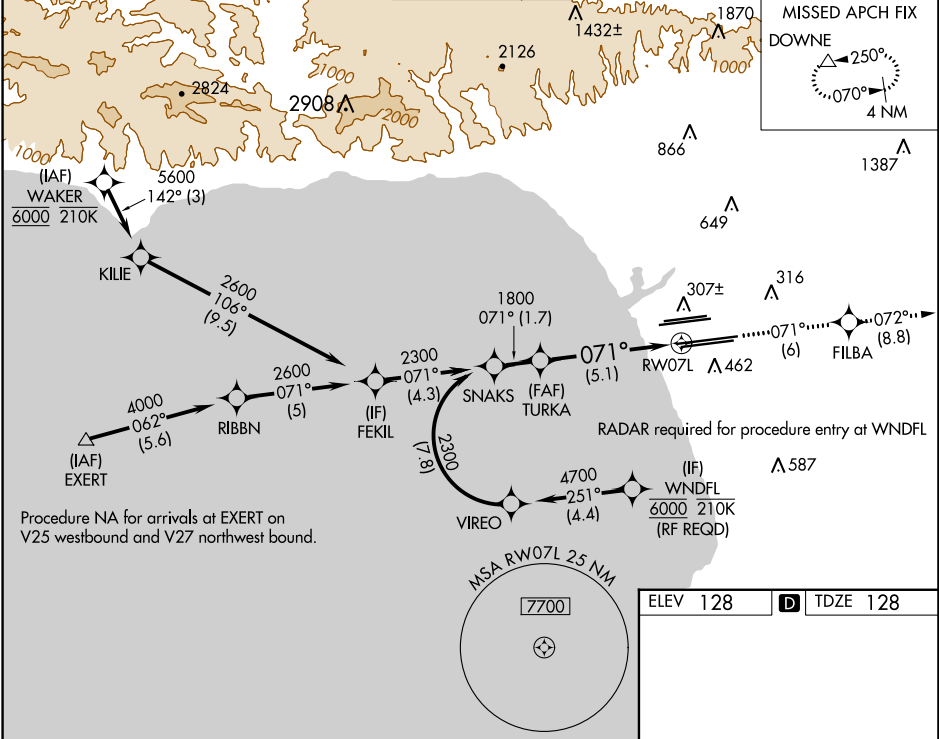 1432±
1870
MISSED APCH FIX
DOWNE
250°
070°
4 NM
2126
1000
1000
2824
2908
2000
866
1387
1000
(IAF)
WAKER
6000 210K
5600
142° (3)
649
KILIE
2600
106°
(9.5)
1800
071° (1.7)
307±
316
071°
(6)
072°
(8.8)
FILBA
RW07L
462
2300
071°
(4.3)
SNAKS
071°
(5.1)
(FAF)
TURKA
2600
071°
(5)
(IF)
FEKIL
4000
062°
(5.6)
RIBBN
(IAF)
EXERT
2300
(7.8)
RADAR required for procedure entry at WNDFL
587
4700
251°
(4.4)
(IF)
WNDFL
6000 210K
(RF REQD)
VIREO
Procedure NA for arrivals at EXERT on
V25 westbound and V27 northwest bound.
MSA RW07L 25 NM
7700
ELEV 128 D TDZE 128